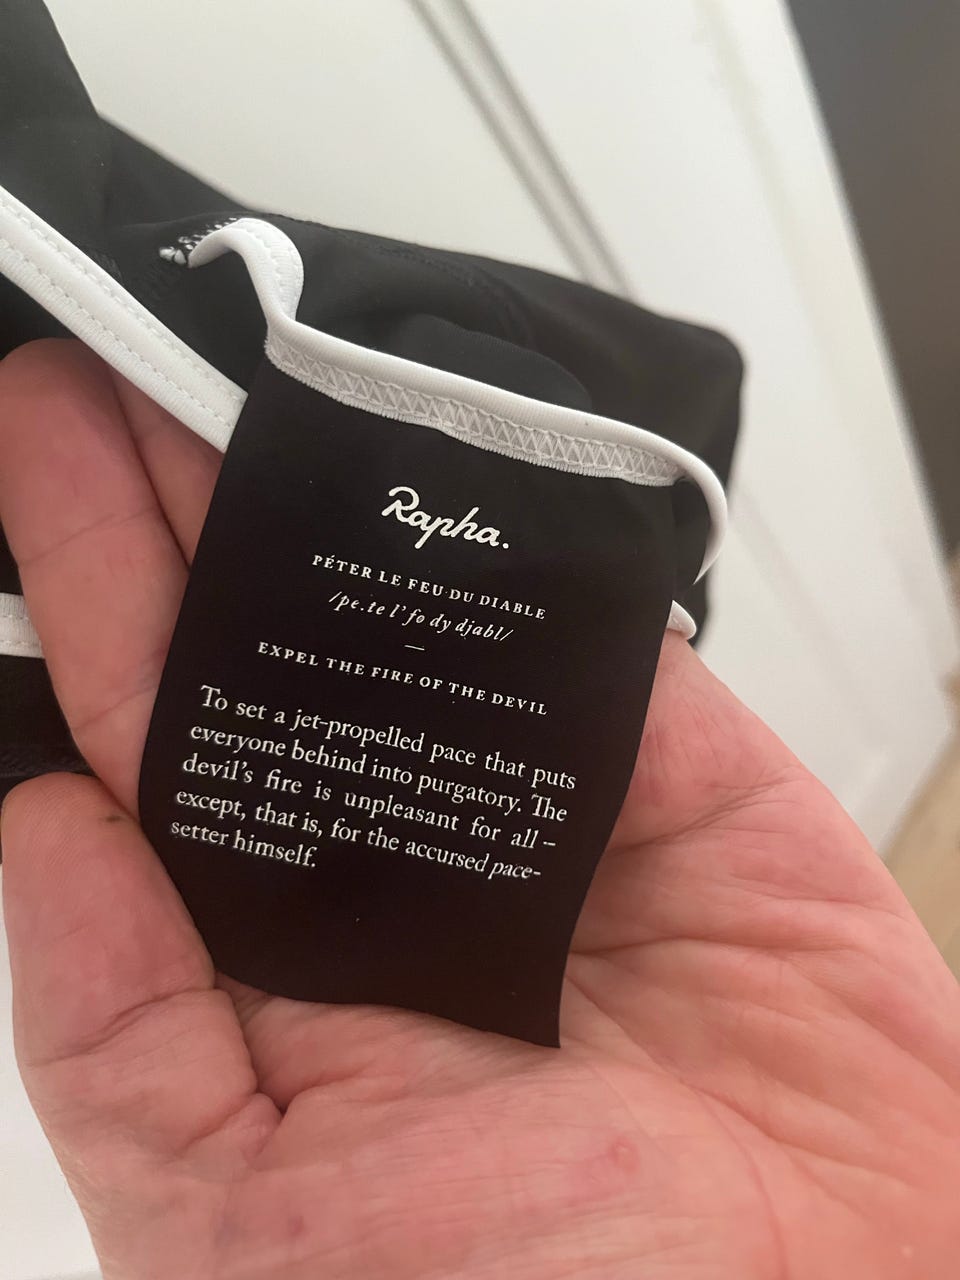 Rapha.
PÉTER LE FEU DU DIABLE
/pe.te l’ fo dy djabl/
—
EXPEL THE FIRE OF THE DEVIL
To set a jet-propelled pace that puts
everyone behind into purgatory. The
devil’s fire is unpleasant for all –
except, that is, for the accursed pace-
setter himself.